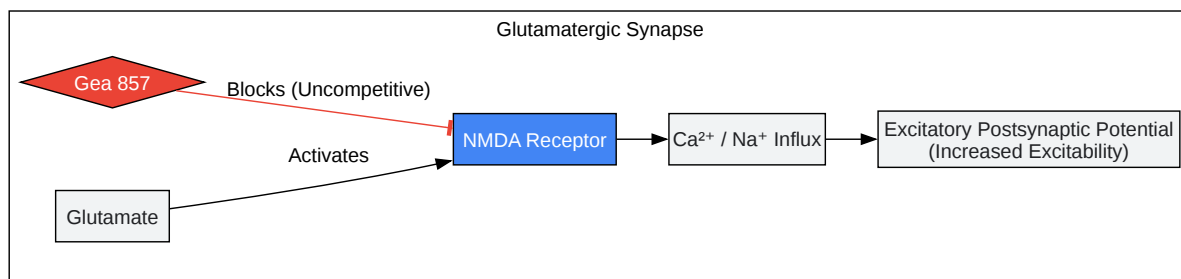 Glutamatergic Synapse
Gea 857
Blocks (Uncompetitive)
NMDA Receptor
Ca²⁺ / Na⁺ Influx
Excitatory Postsynaptic Potential
(Increased Excitability)
Activates
Glutamate